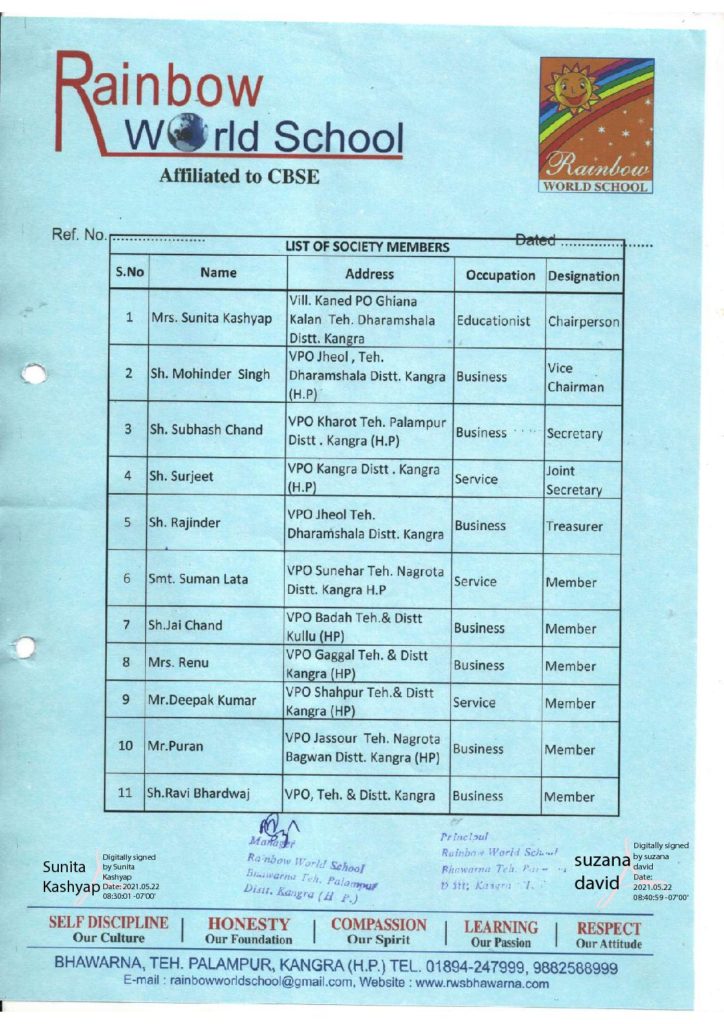 Rainbow
World School
Affiliated to CBSE
Rainbow
WORLD SCHOOL
Ref. No. ........................
Dated ........................
LIST OF SOCIETY MEMBERS
S.No Name Address Occupation Designation
1 Mrs. Sunita Kashyap Vill. Kaned PO Ghiana Kalan Teh. Dharamshala Distt. Kangra Educationist Chairperson
2 Sh. Mohinder Singh VPO Jheol , Teh. Dharamshala Distt. Kangra (H.P) Business Vice Chairman
3 Sh. Subhash Chand VPO Kharot Teh. Palampur Distt . Kangra (H.P) Business Secretary
4 Sh. Surjeet VPO Kangra Distt . Kangra (H.P) Service Joint Secretary
5 Sh. Rajinder VPO Jheol Teh. Dharamshala Distt. Kangra Business Treasurer
6 Smt. Suman Lata VPO Sunehar Teh. Nagrota Distt. Kangra H.P Service Member
7 Sh.Jai Chand VPO Badah Teh.& Distt Kullu (HP) Business Member
8 Mrs. Renu VPO Gaggal Teh. & Distt Kangra (HP) Business Member
9 Mr.Deepak Kumar VPO Shahpur Teh.& Distt Kangra (HP) Service Member
10 Mr.Puran VPO Jassour Teh. Nagrota Bagwan Distt. Kangra (HP) Business Member
11 Sh.Ravi Bhardwaj VPO, Teh. & Distt. Kangra Business Member
Manager
Rainbow World School
Bhawarna Teh. Palampur
Distt. Kangra (H P.)
Principal
Rainbow World School
Bhawarna Teh.
Kangra
Sunita
Kashyap
Digitally signed
by Sunita
Kashyap
Date: 2021.05.22
08:30:01 -07'00'
suzana
david
Digitally signed
by suzana
david
Date:
2021.05.22
08:40:59 -07'00'
SELF DISCIPLINE | HONESTY | COMPASSION | LEARNING | RESPECT
Our Culture Our Foundation Our Spirit Our Passion Our Attitude
BHAWARNA, TEH. PALAMPUR, KANGRA (H.P.) TEL. 01894-247999, 9882588999
E-mail : rainbowworldschool@gmail.com, Website : www.rwsbhawarna.com